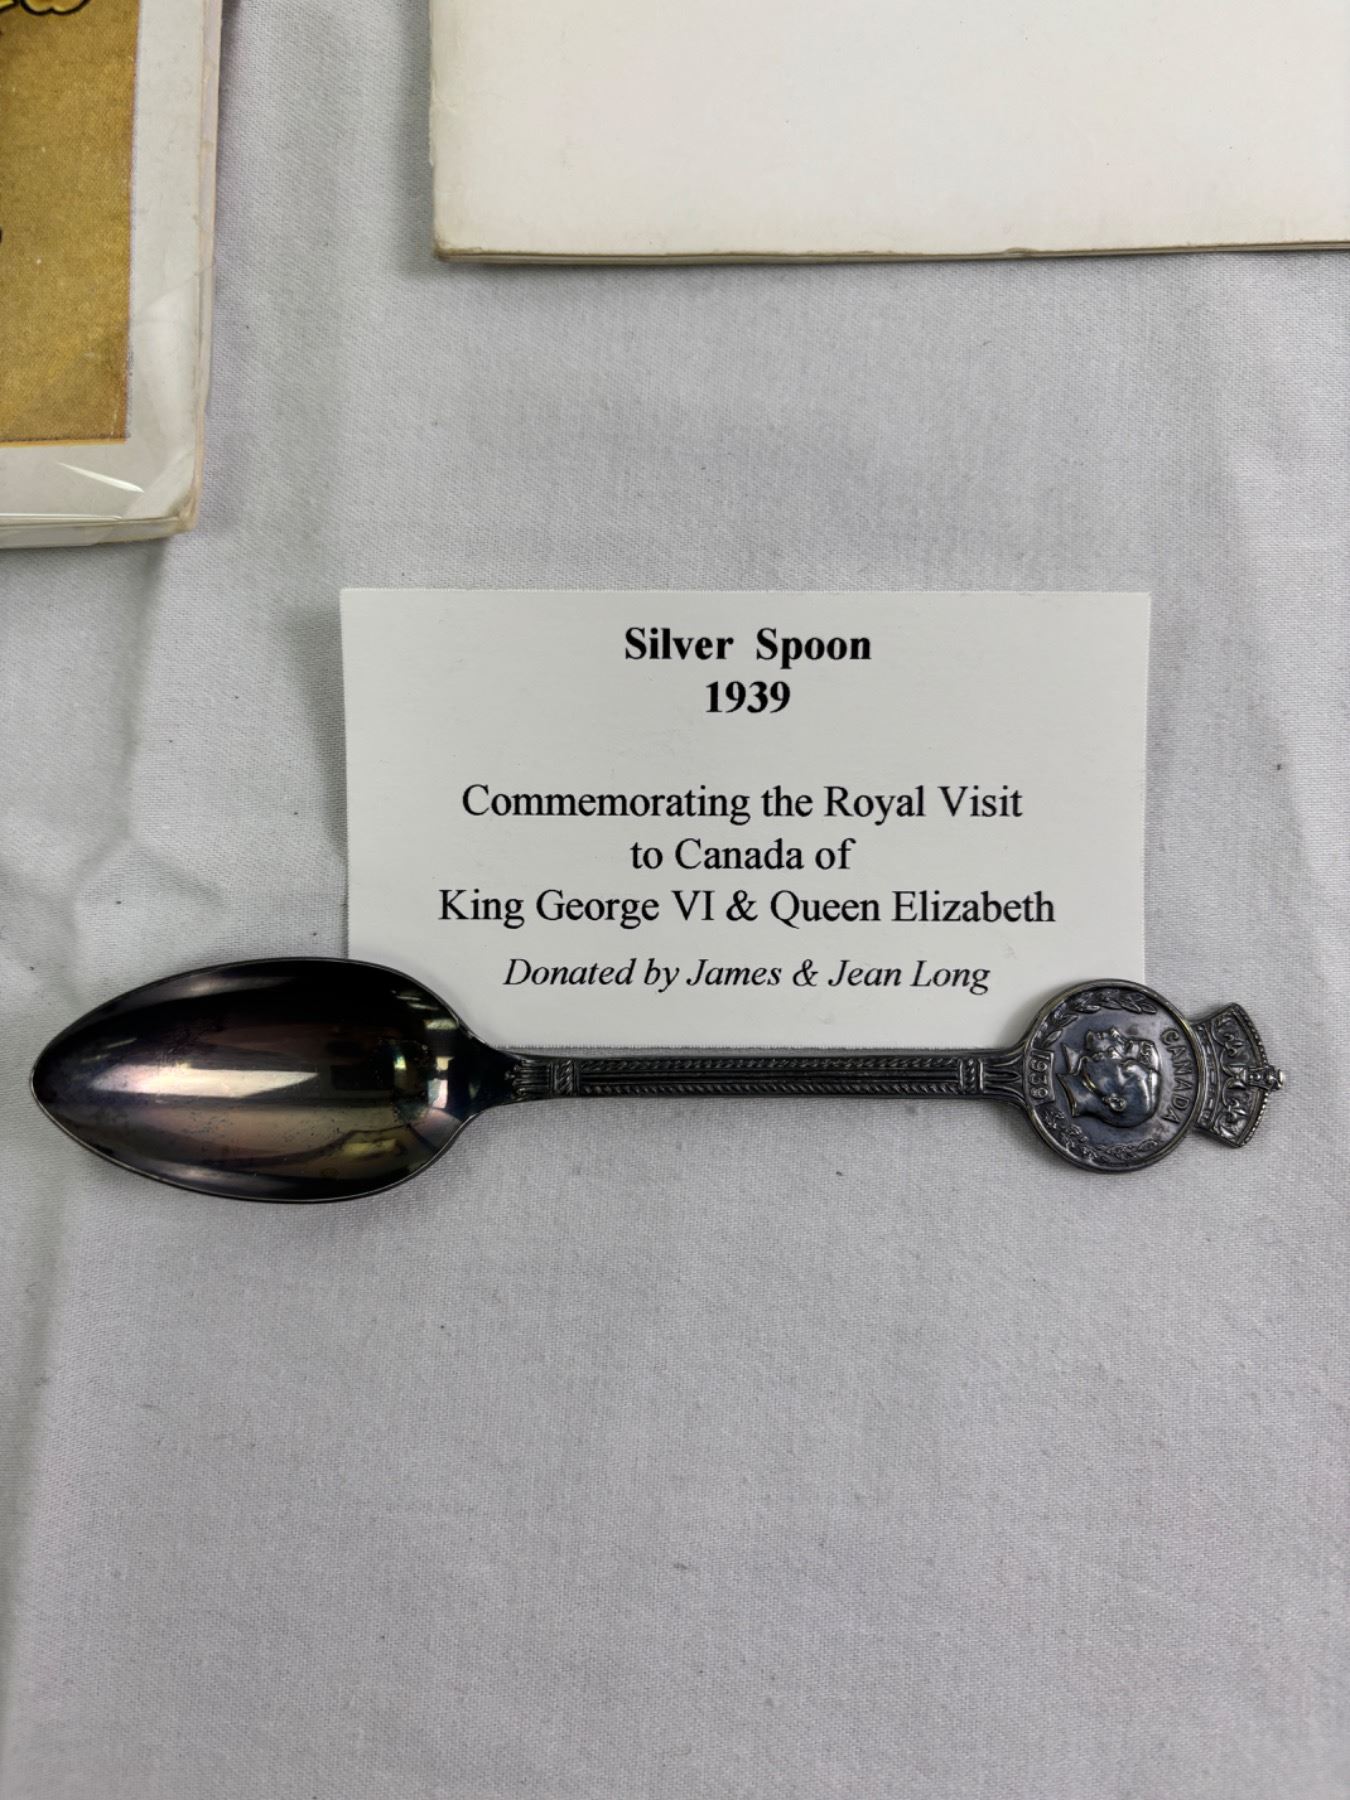 Silver Spoon
1939
Commemorating the Royal Visit
to Canada of
King George VI & Queen Elizabeth
Donated by James & Jean Long
CANADA
1939